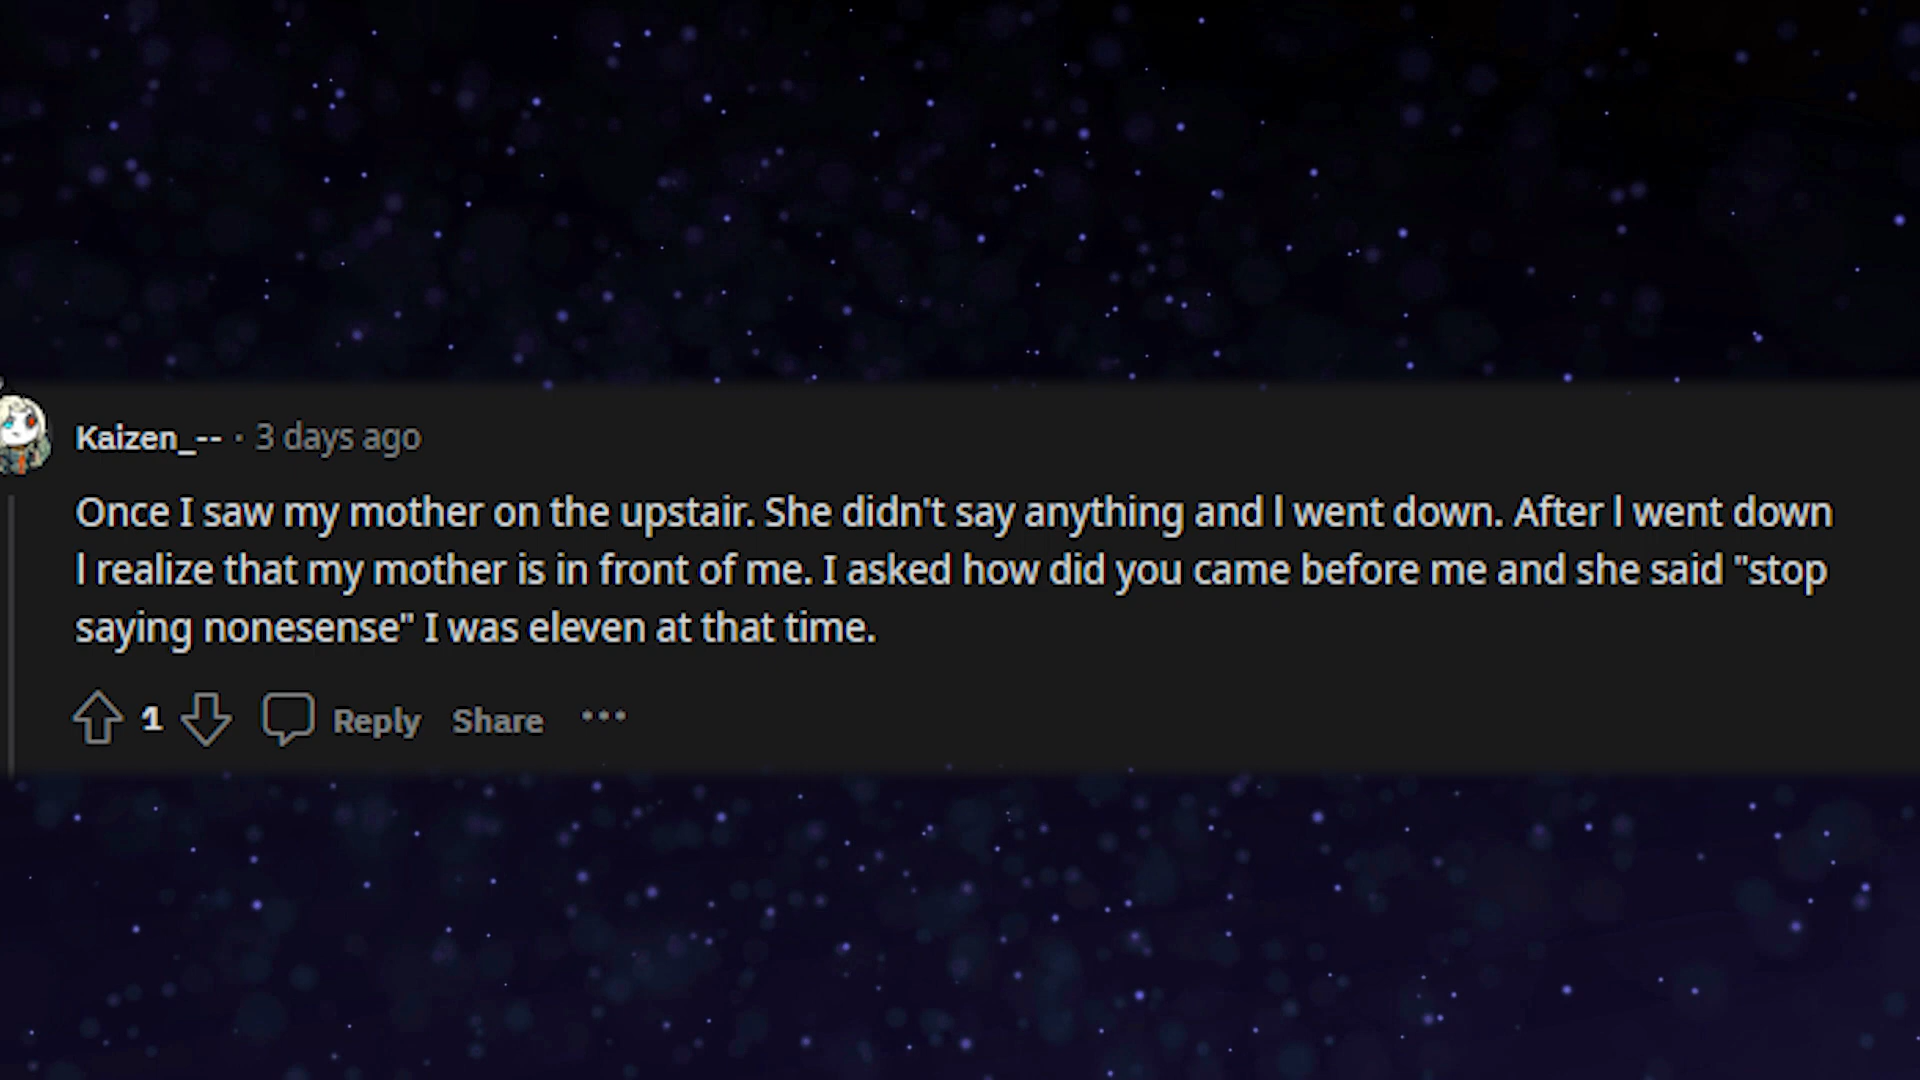 Kaizen_-- · 3 days ago
Once I saw my mother on the upstair. She didn't say anything and l went down. After l went down
l realize that my mother is in front of me. I asked how did you came before me and she said "stop
saying nonesense" I was eleven at that time.
1 Reply Share ···